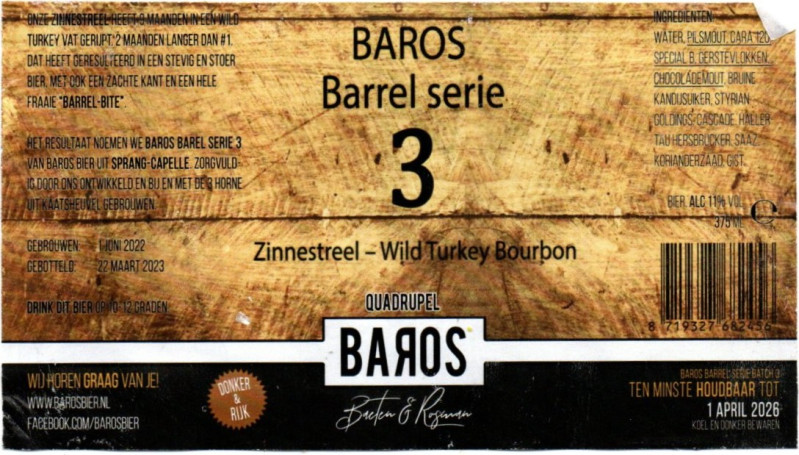 ONZE ZINNESTREEL HEEFT 9 MAANDEN IN EEN WILD
TURKEY VAT GERIJPT, 2 MAANDEN LANGER DAN #1.
DAT HEEFT GERESULTEERD IN EEN STEVIG EN STOER
BIER, MET OOK EEN ZACHTE KANT EN EEN HELE
FRAAIE "BARREL-BITE".
HET RESULTAAT NOEMEN WE BAROS BAREL SERIE 3
VAN BAROS BIER UIT SPRANG-CAPELLE. ZORGVULD-
IG DOOR ONS ONTWIKKELD EN BIJ EN MET DE 3 HORNE
UIT KAATSHEUVEL GEBROUWEN.
GEBROUWEN: 1 JONI 2022
GEBOTTELD: 22 MAART 2023
DRINK DIT BIER OP 10-12 GRADEN
BAROS
Barrel serie
3
Zinnestreel – Wild Turkey Bourbon
QUADRUPEL
BAROS
Baeten & Rosman
INGREDIËNTEN:
WATER, PILSMOUT, CARA 120,
SPECIAL B, GERSTEVLOKKEN,
CHOCOLADEMOUT, BRUINE
KANDIJSUIKER, STYRIAN
GOLDINGS, CASCADE, HALLER-
TAU HERSBRUCKER, SAAZ,
KORIANDERZAAD, GIST.
BIER, ALC 11% VOL.
375 ML e
8 719327 682456
WIJ HOREN GRAAG VAN JE!
WWW.BAROSBIER.NL
FACEBOOK.COM/BAROSBIER
DONKER
&
RIJK
BAROS BARREL SERIE BATCH 3
TEN MINSTE HOUDBAAR TOT
1 APRIL 2026
KOEL EN DONKER BEWAREN